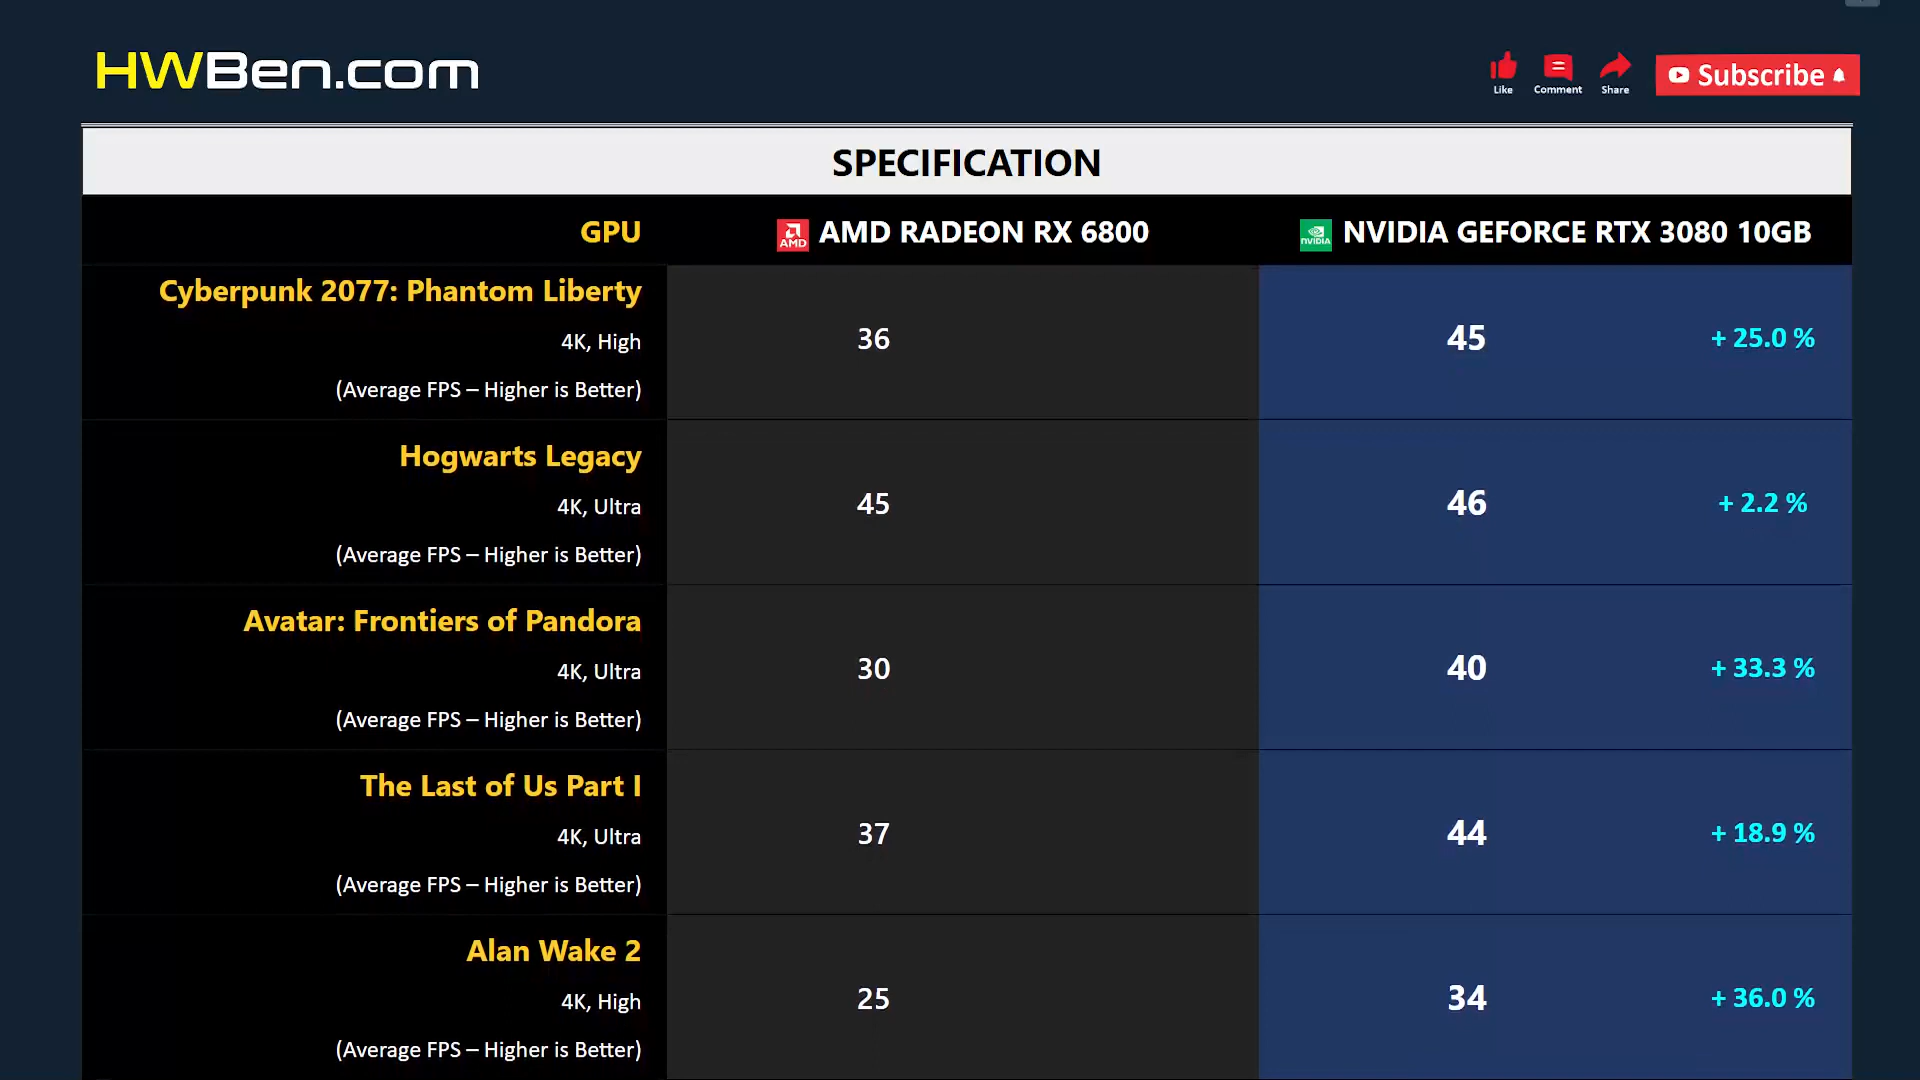 HWBen.com
Like
Comment
Share
Subscribe
SPECIFICATION
GPU
AMD
AMD RADEON RX 6800
NVIDIA
NVIDIA GEFORCE RTX 3080 10GB
Cyberpunk 2077: Phantom Liberty
4K, High
(Average FPS – Higher is Better)
36
45
+ 25.0 %
Hogwarts Legacy
4K, Ultra
(Average FPS – Higher is Better)
45
46
+ 2.2 %
Avatar: Frontiers of Pandora
4K, Ultra
(Average FPS – Higher is Better)
30
40
+ 33.3 %
The Last of Us Part I
4K, Ultra
(Average FPS – Higher is Better)
37
44
+ 18.9 %
Alan Wake 2
4K, High
(Average FPS – Higher is Better)
25
34
+ 36.0 %